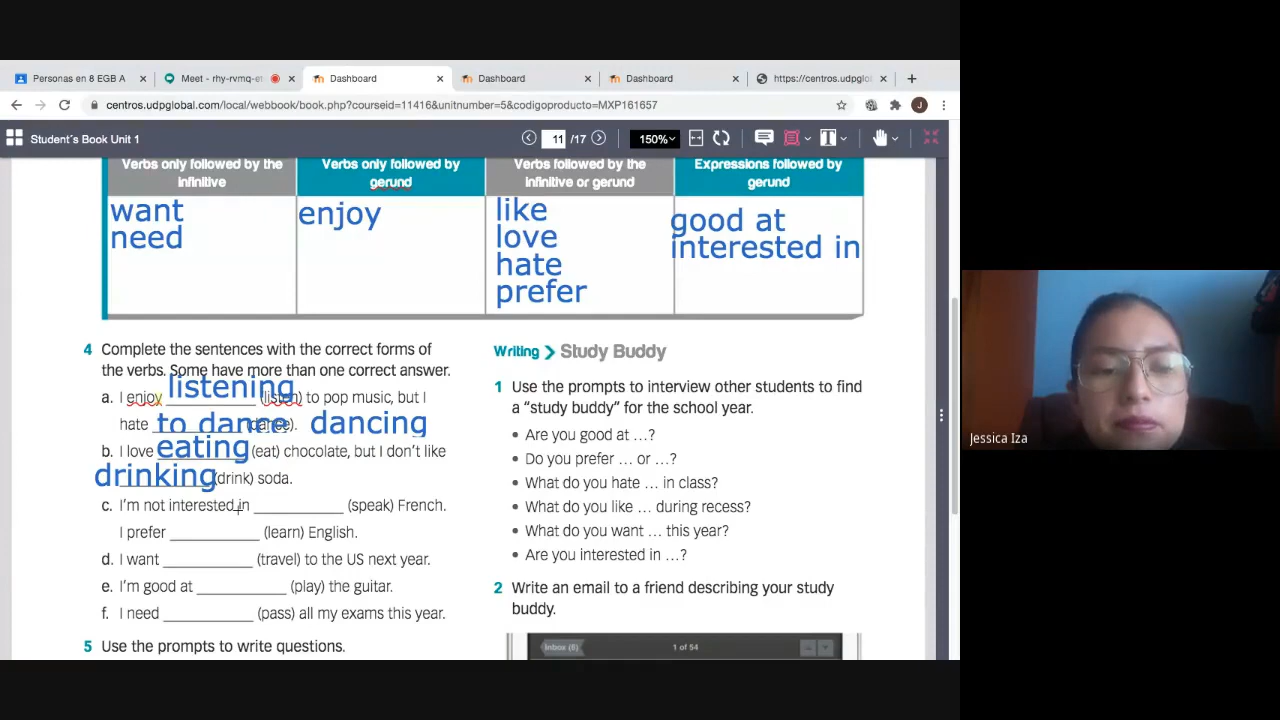 Personas en 8 EGB A
Meet - rhy-rvmq-et
Dashboard
Dashboard
Dashboard
https://centros.udpglobal
centros.udpglobal.com/local/webbook/book.php?courseid=11416&unitnumber=5&codigoproducto=MXP161657
J
Student´s Book Unit 1
11 /17
150%
Verbs only followed by the infinitive
Verbs only followed by gerund
Verbs followed by the infinitive or gerund
Expressions followed by gerund
want
need
enjoy
like
love
hate
prefer
good at
interested in
4 Complete the sentences with the correct forms of
the verbs. Some have more than one correct answer.
a. I enjoy listening (listen) to pop music, but I
hate to dance (dance). dancing
b. I love eating (eat) chocolate, but I don't like
drinking (drink) soda.
c. I'm not interested in ____________ (speak) French.
I prefer ____________ (learn) English.
d. I want ____________ (travel) to the US next year.
e. I'm good at ____________ (play) the guitar.
f. I need ____________ (pass) all my exams this year.
5 Use the prompts to write questions.
Writing Study Buddy
1 Use the prompts to interview other students to find
a “study buddy” for the school year.
• Are you good at …?
• Do you prefer … or …?
• What do you hate … in class?
• What do you like … during recess?
• What do you want … this year?
• Are you interested in …?
2 Write an email to a friend describing your study
buddy.
Inbox (6)
1 of 54
Jessica Iza